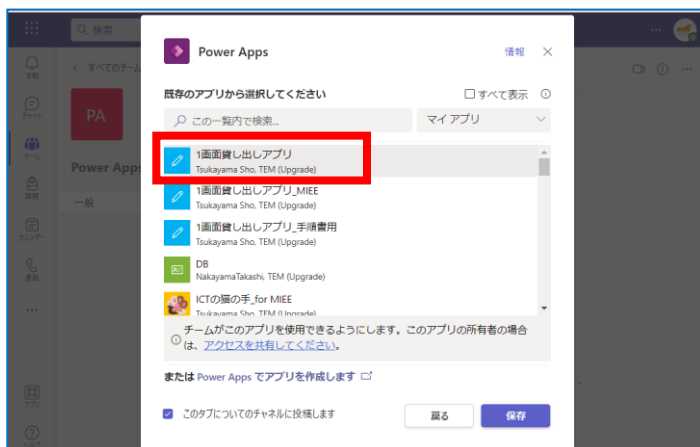 検索
Power Apps
情報
活動
すべてのチーム
既存のアプリから選択してください
すべて表示
チャット
PA
この一覧内で検索...
マイ アプリ
チーム
1画面貸し出しアプリ
Tsukayama Sho, TEM (Upgrade)
Power Apps
1画面貸し出しアプリ_MIEE
Tsukayama Sho, TEM (Upgrade)
課題
一般
1画面貸し出しアプリ_手順書用
Tsukayama Sho, TEM (Upgrade)
カレンダー
DB
NakayamaTakashi, TEM (Upgrade)
通話
ICTの猫の手_for MIEE
Tsukayama Sho, TEM (Upgrade)
チームがこのアプリを使用できるようにします。このアプリの所有者の場合
は、アクセスを共有してください。
または Power Apps でアプリを作成します
アプリ
このタブについてのチャネルに投稿します
戻る
保存
ヘルプ